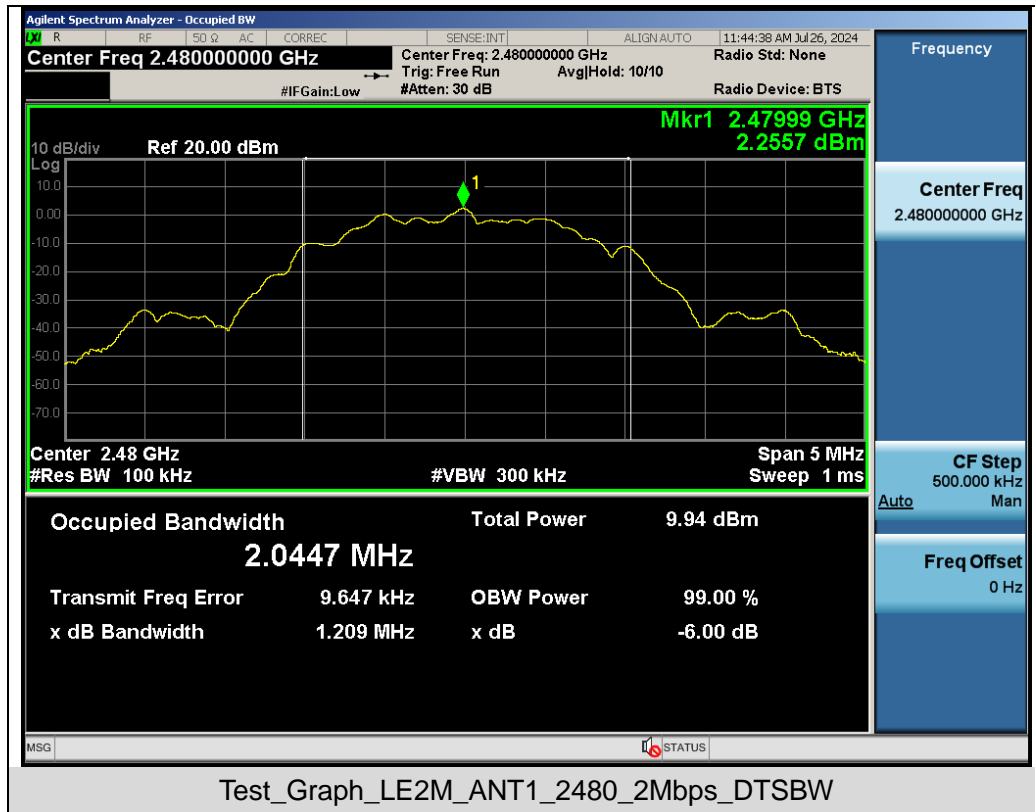 Agilent Spectrum Analyzer - Occupied BW
LXI R RF 50 Ω AC CORREC SENSE:INT ALIGN AUTO 11:44:38 AM Jul 26, 2024
Center Freq 2.480000000 GHz
Center Freq: 2.480000000 GHz
Radio Std: None
Trig: Free Run Avg|Hold: 10/10
#IFGain:Low #Atten: 30 dB
Radio Device: BTS
Frequency
Mkr1 2.47999 GHz
2.2557 dBm
10 dB/div Ref 20.00 dBm
Log
10.0
0.00
-10.0
-20.0
-30.0
-40.0
-50.0
-60.0
-70.0
1
Center 2.48 GHz Span 5 MHz
#Res BW 100 kHz #VBW 300 kHz Sweep 1 ms
Center Freq
2.480000000 GHz
CF Step
500.000 kHz
Auto Man
Freq Offset
0 Hz
Occupied Bandwidth Total Power 9.94 dBm
2.0447 MHz
Transmit Freq Error 9.647 kHz OBW Power 99.00 %
x dB Bandwidth 1.209 MHz x dB -6.00 dB
MSG STATUS
Test_Graph_LE2M_ANT1_2480_2Mbps_DTSBW